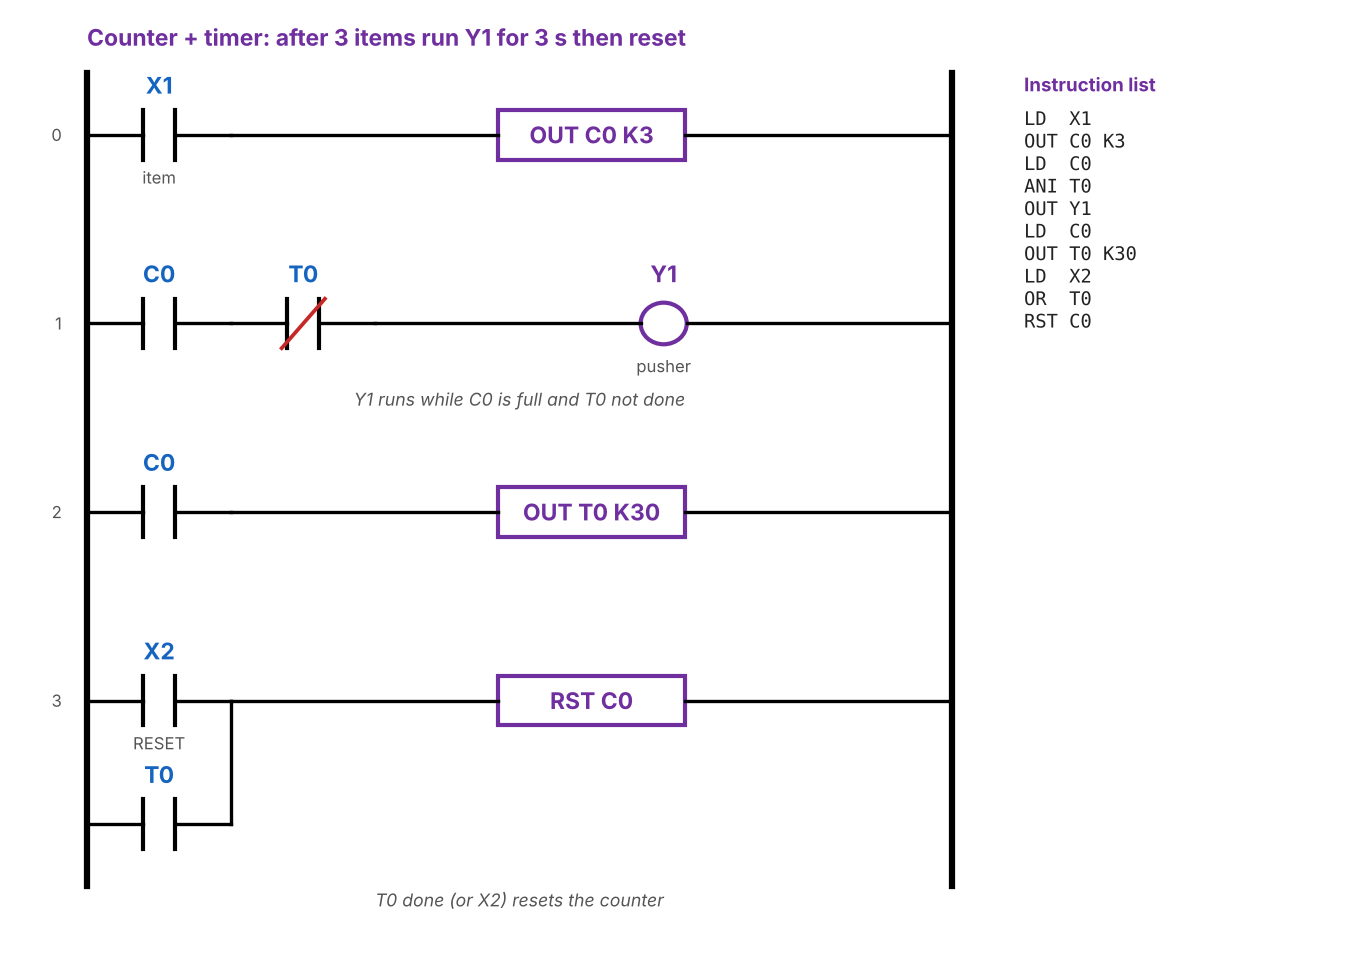 Counter + timer: after 3 items run Y1 for 3 s then reset
X1
0
OUT C0 K3
item
C0
T0
Y1
1
pusher
Y1 runs while C0 is full and T0 not done
C0
2
OUT T0 K30
X2
3
RST C0
RESET
T0
T0 done (or X2) resets the counter
Instruction list
LD X1
OUT C0 K3
LD C0
ANI T0
OUT Y1
LD C0
OUT T0 K30
LD X2
OR T0
RST C0